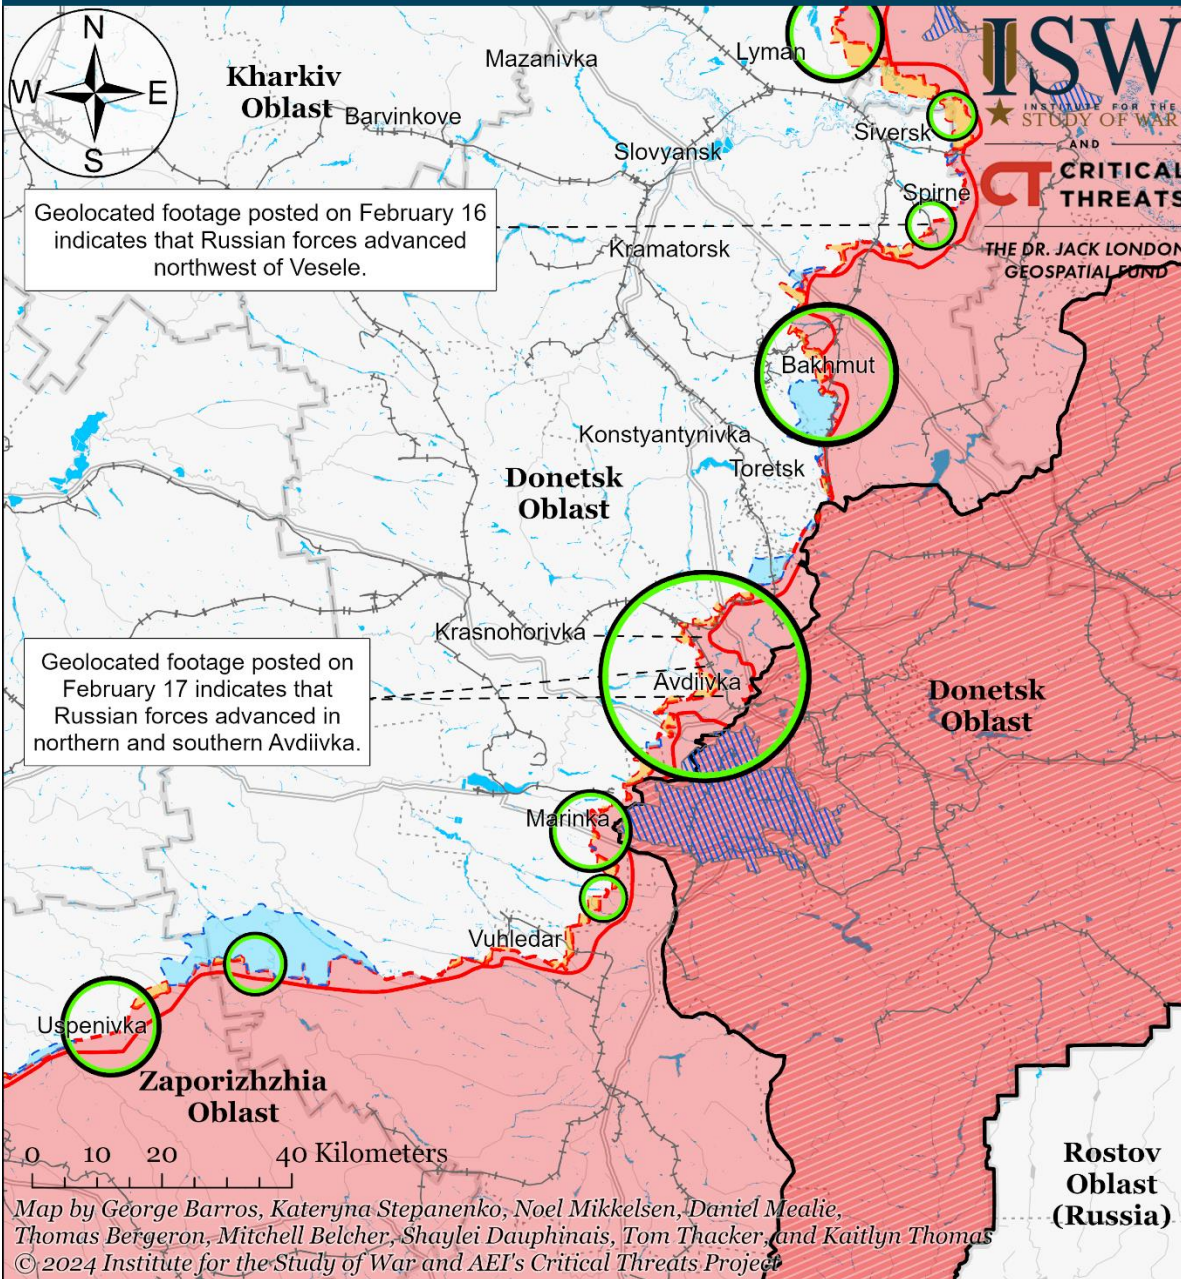 N
W E
S
Kharkiv
Oblast
Mazanivka
Lyman
ISW
INSTITUTE FOR THE
STUDY OF WAR
AND
CT CRITICAL
THREATS
THE DR. JACK LONDON
GEOSPATIAL FUND
Barvinkove
Siversk
Slovyansk
Spirne
Geolocated footage posted on February 16
indicates that Russian forces advanced
northwest of Vesele.
Kramatorsk
Bakhmut
Konstyantynivka
Toretsk
Donetsk
Oblast
Krasnohorivka
Geolocated footage posted on
February 17 indicates that
Russian forces advanced in
northern and southern Avdiivka.
Avdiivka
Donetsk
Oblast
Marinka
Vuhledar
Uspenivka
Zaporizhzhia
Oblast
0 10 20 40 Kilometers
Rostov
Oblast
(Russia)
Map by George Barros, Kateryna Stepanenko, Noel Mikkelsen, Daniel Mealie,
Thomas Bergeron, Mitchell Belcher, Shaylei Dauphinais, Tom Thacker, and Kaitlyn Thomas
© 2024 Institute for the Study of War and AEI's Critical Threats Project